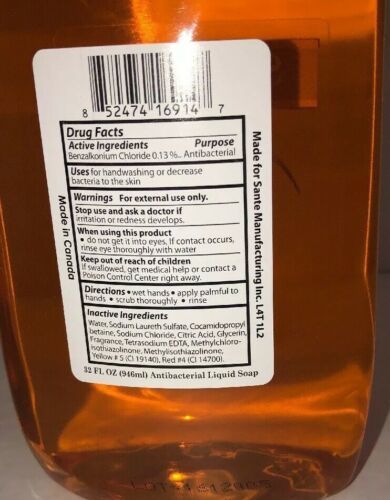 8 52474 16914 7
Drug Facts
Active Ingredients Purpose
Benzalkonium Chloride 0.13%.. Antibacterial
Uses for handwashing or decrease
bacteria to the skin
Warnings For external use only.
Stop use and ask a doctor if
irritation or redness develops.
When using this product
• do not get it into eyes. If contact occurs,
rinse eye thoroughly with water
Keep out of reach of children
If swallowed, get medical help or contact a
Poison Control Center right away.
Directions • wet hands • apply palmful to
hands • scrub thoroughly • rinse
Inactive Ingredients
Water, Sodium Laureth Sulfate, Cocamidopropyl
betaine, Sodium Chloride, Citric Acid, Glycerin,
Fragrance, Tetrasodium EDTA, Methylchloro-
isothiazolinone, Methylisothiazolinone,
Yellow # 5 (CI 19140), Red #4 (CI 14700).
32 FL OZ (946ml) Antibacterial Liquid Soap
Made in Canada
Made for Sante Manufacturing Inc. L4T 1L2